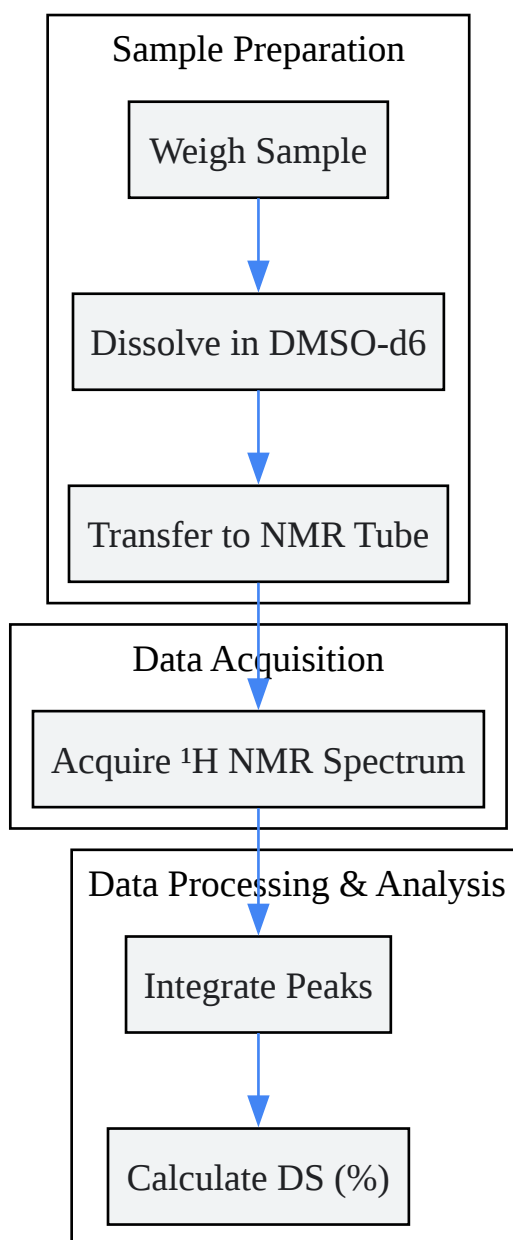 Sample Preparation
Weigh Sample
Dissolve in DMSO-d6
Transfer to NMR Tube
Data Acquisition
Acquire ¹H NMR Spectrum
Data Processing & Analysis
Integrate Peaks
Calculate DS (%)